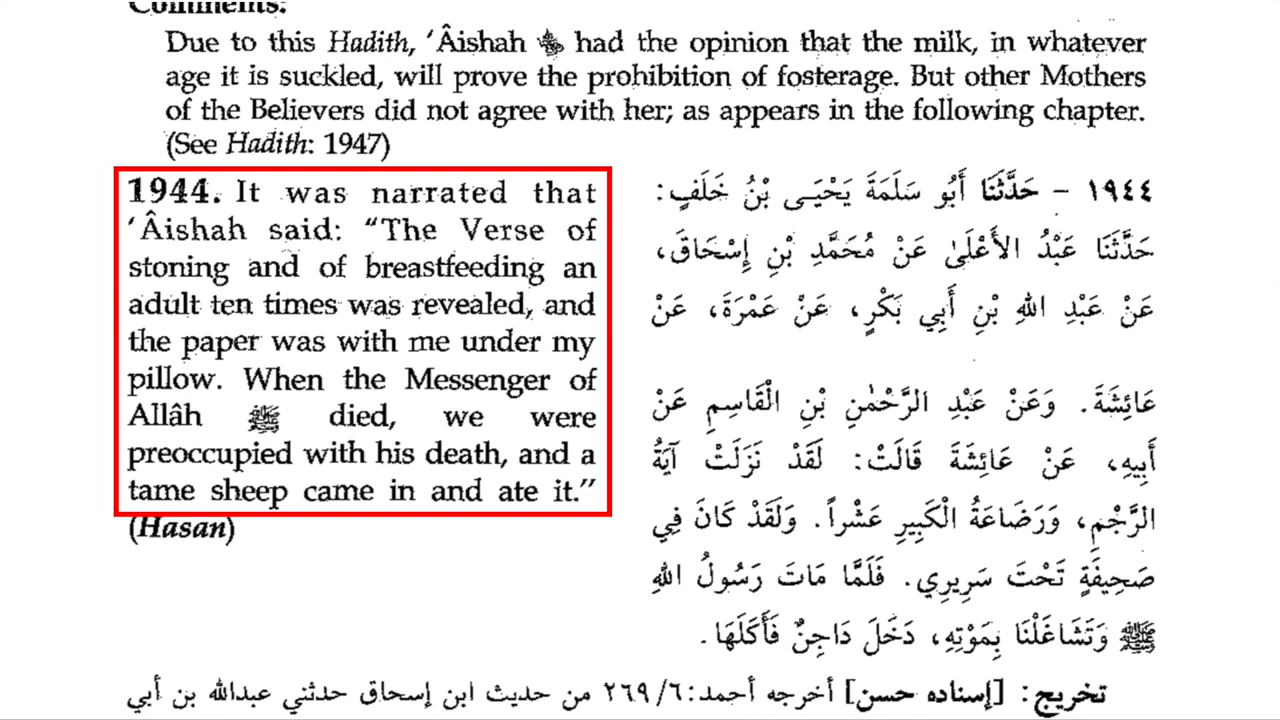 Comments:
Due to this Hadith, ‘Âishah had the opinion that the milk, in whatever
age it is suckled, will prove the prohibition of fosterage. But other Mothers
of the Believers did not agree with her; as appears in the following chapter.
(See Hadith: 1947)
1944. It was narrated that
‘Âishah said: “The Verse of
stoning and of breastfeeding an
adult ten times was revealed, and
the paper was with me under my
pillow. When the Messenger of
Allâh ﷺ died, we were
preoccupied with his death, and a
tame sheep came in and ate it.”
(Hasan)
١٩٤٤ - حَدَّثَنَا أَبُو سَلَمَةَ يَحْيَـى بْنُ خَلَفٍ:
حَدَّثَنَا عَبْدُ الأَعْلَىٰ عَنْ مُحَمَّدِ بْنِ إِسْحَاقَ،
عَنْ عَبْدِ اللهِ بْنِ أَبِي بَكْرٍ، عَنْ عَمْرَةَ، عَنْ
عَائِشَةَ. وَعَنْ عَبْدِ الرَّحْمٰنِ بْنِ الْقَاسِمِ عَنْ
أَبِيهِ، عَنْ عَائِشَةَ قَالَتْ: لَقَدْ نَزَلَتْ آيَةُ
الرَّجْمِ، وَرَضَاعَةُ الْكَبِيرِ عَشْراً. وَلَقَدْ كَانَ فِي
صَحِيفَةٍ تَحْتَ سَرِيرِي. فَلَمَّا مَاتَ رَسُولُ اللهِ
ﷺ وَتَشَاغَلْنَا بِمَوْتِهِ، دَخَلَ دَاجِنٌ فَأَكَلَهَا.
تخريج: [إسناده حسن] أخرجه أحمد: ٦/ ٢٦٩ من حديث ابن إسحاق حدثني عبدالله بن أبي